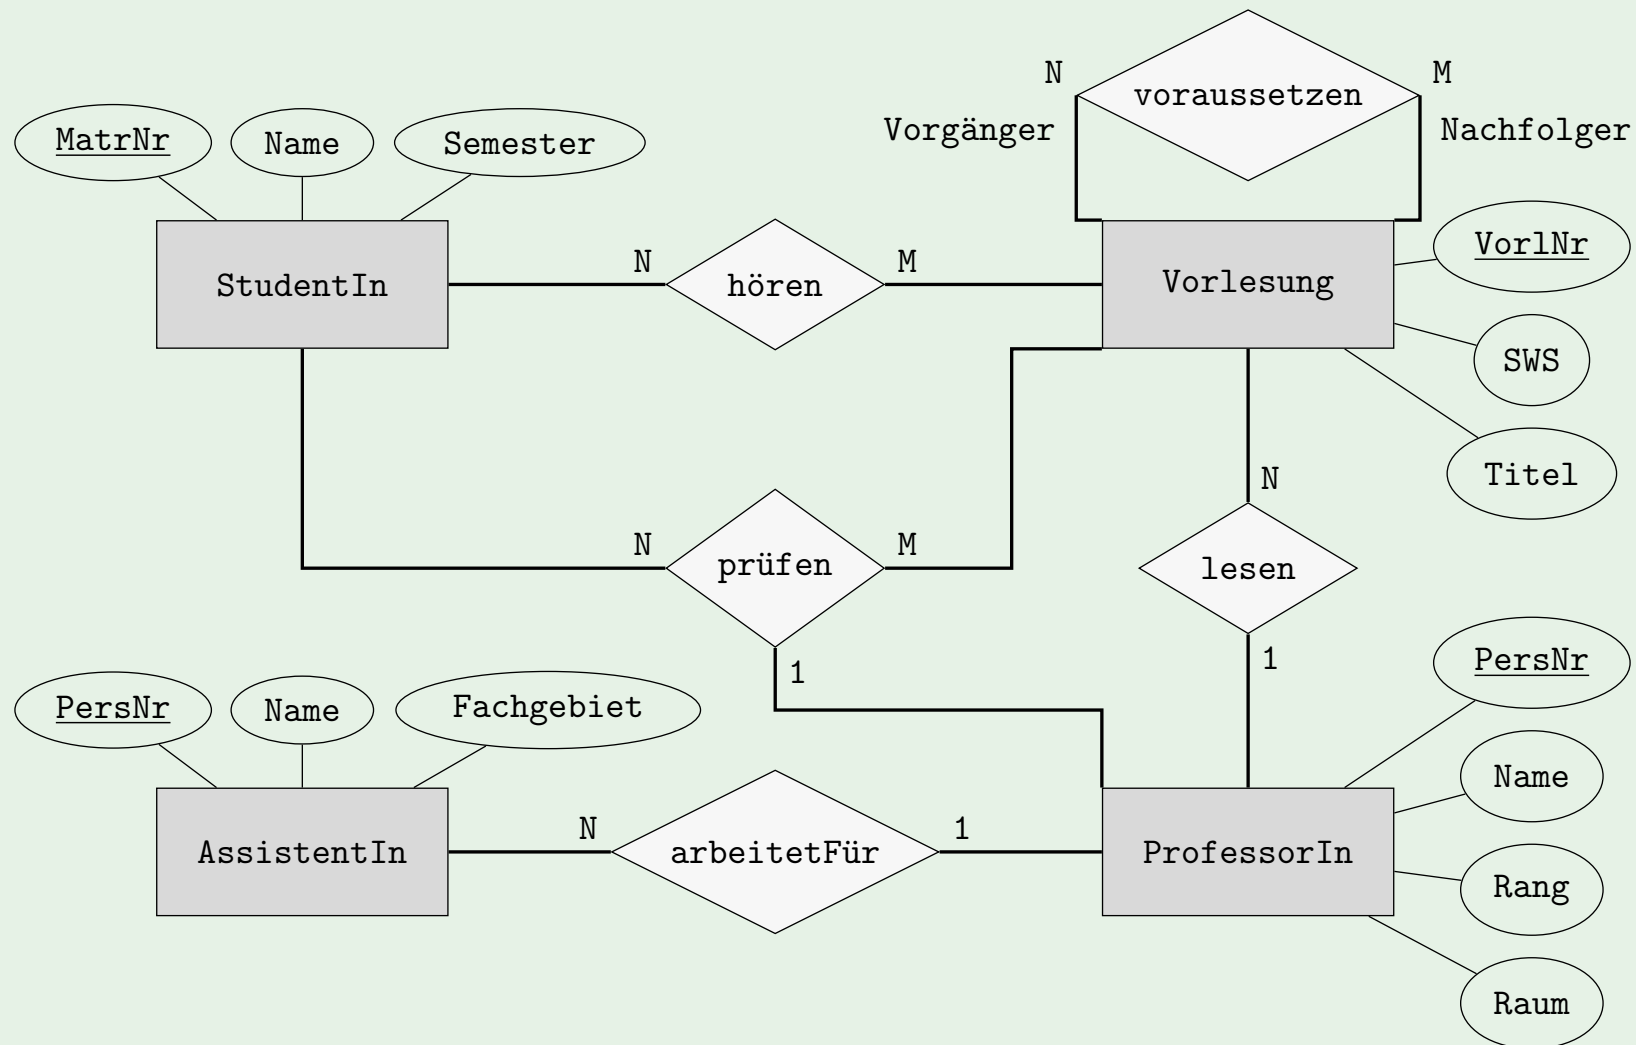 voraussetzen
N
M
Vorgänger
Nachfolger
MatrNr
Name
Semester
StudentIn
N
hören
M
Vorlesung
VorlNr
SWS
Titel
N
prüfen
M
1
N
lesen
1
PersNr
Name
Fachgebiet
AssistentIn
N
arbeitetFür
1
ProfessorIn
PersNr
Name
Rang
Raum